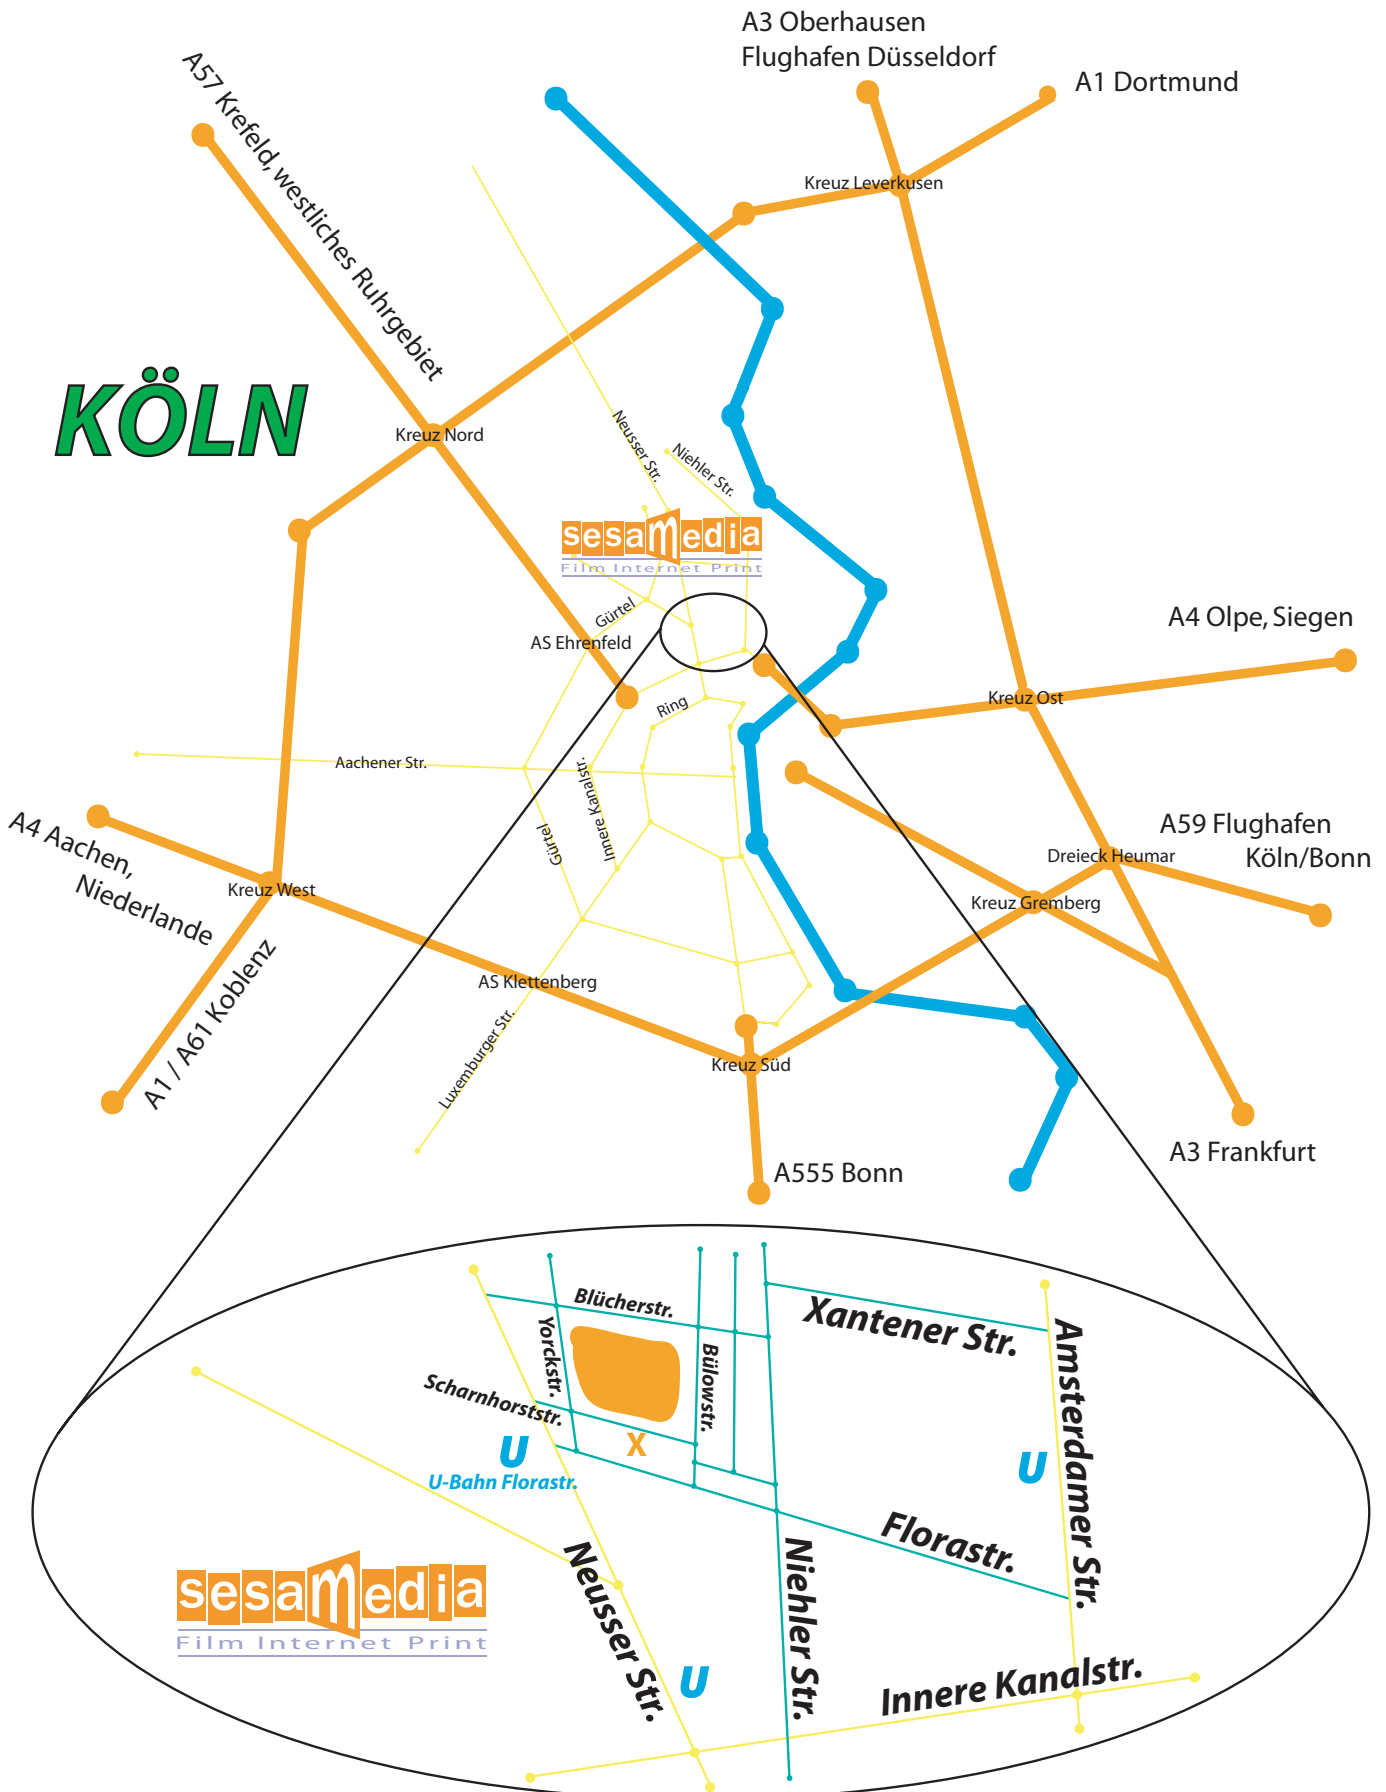 A3 Oberhausen
Flughafen Düsseldorf
A1 Dortmund
A57 Krefeld, westliches Ruhrgebiet
Kreuz Leverkusen
KÖLN
Kreuz Nord
Neusser Str.
Niehler Str.
sesamedia
Film Internet Print
Gürtel
AS Ehrenfeld
A4 Olpe, Siegen
Kreuz Ost
Ring
Aachener Str.
Innere Kanalstr.
Gürtel
A4 Aachen,
Niederlande
A59 Flughafen
Köln/Bonn
Dreieck Heumar
Kreuz West
Kreuz Gremberg
AS Klettenberg
A1 / A61 Koblenz
Luxemburger Str.
Kreuz Süd
A3 Frankfurt
A555 Bonn
Blücherstr.
Xantener Str.
Yorckstr.
Bülowstr.
Amsterdamer Str.
Scharnhorststr.
X
U
U-Bahn Florastr.
U
Florastr.
Neusser Str.
Niehler Str.
sesamedia
Film Internet Print
U
Innere Kanalstr.